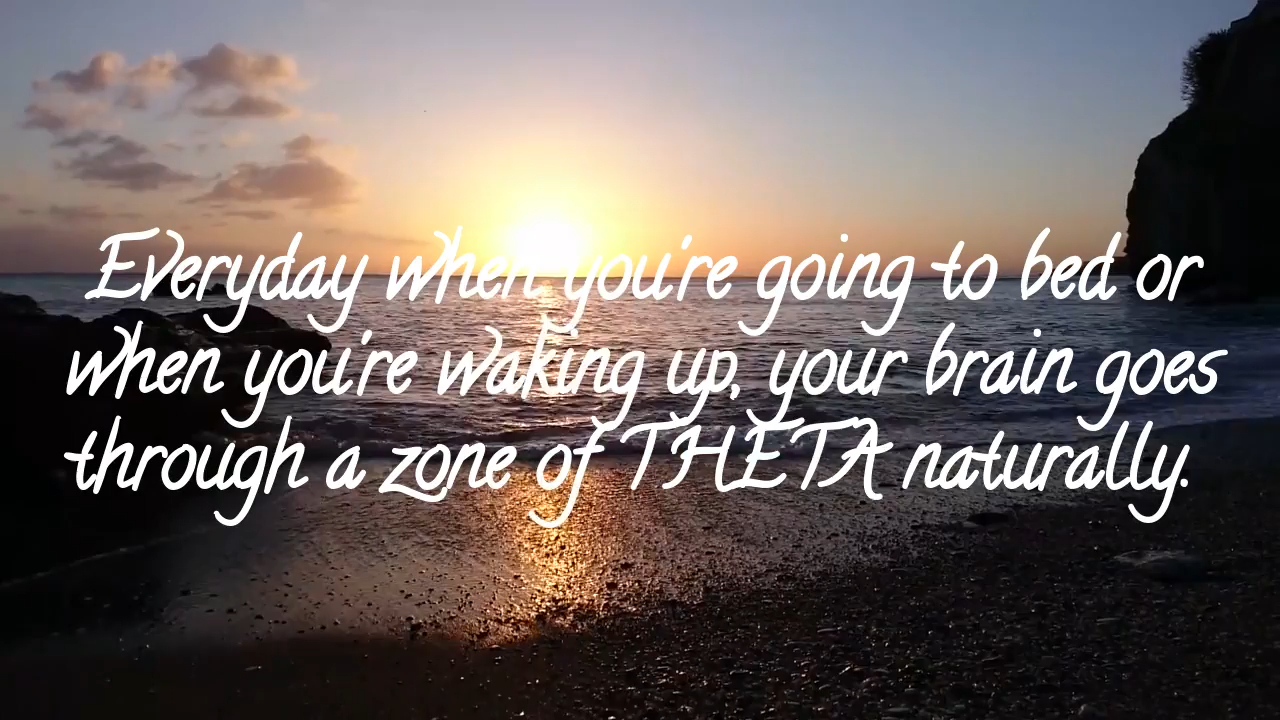 Everyday when you're going to bed or
when you're waking up, your brain goes
through a zone of THETA naturally.